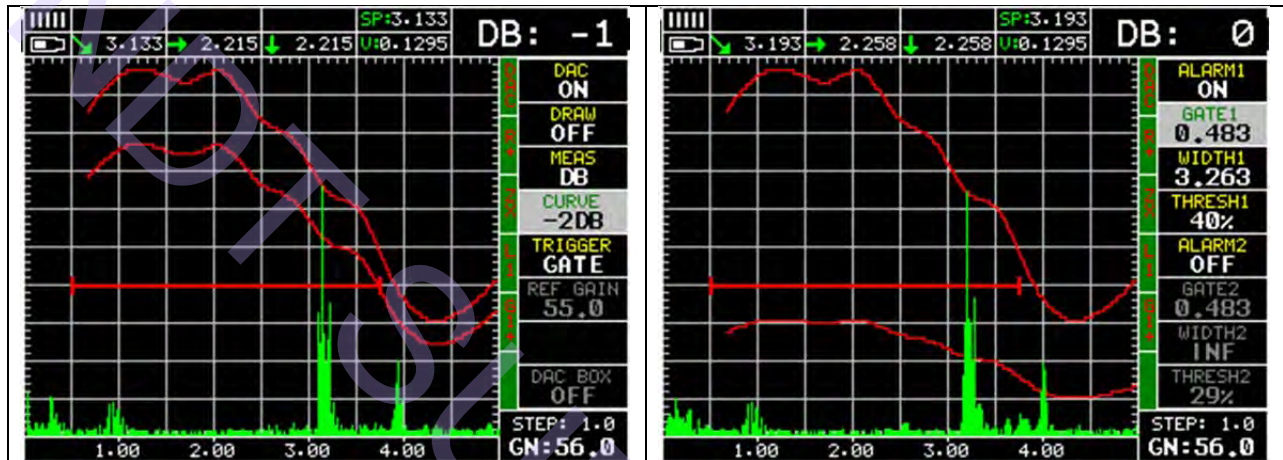 SP:3.133
DB: -1
3.133 2.215 2.215 V:0.1295
DAC
ON
DRAW
OFF
MEAS
DB
CURVE
-2DB
TRIGGER
GATE
REF GAIN
55.0
DAC BOX
OFF
STEP: 1.0
GN:56.0
1.00 2.00 3.00 4.00
SP:3.193
DB: 0
3.193 2.258 2.258 V:0.1295
ALARM1
ON
GATE1
0.483
WIDTH1
3.263
THRESH1
40%
ALARM2
OFF
GATE2
0.483
WIDTH2
INF
THRESH2
29%
STEP: 1.0
GN:56.0
1.00 2.00 3.00 4.00